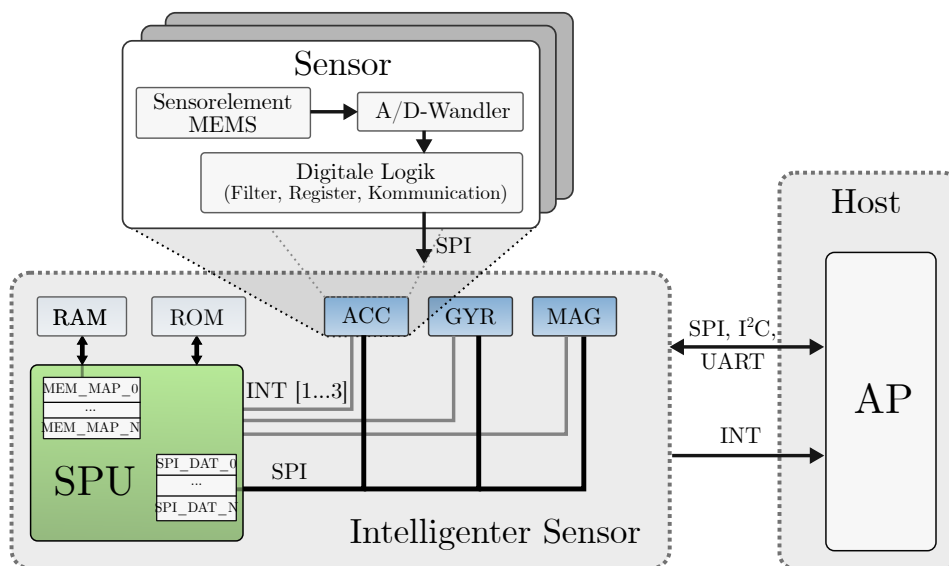 Sensor
Sensorelement
MEMS
A/D-Wandler
Digitale Logik
(Filter, Register, Kommunication)
SPI
Host
RAM
ROM
ACC
GYR
MAG
SPI, I²C,
UART
MEM_MAP_0
...
MEM_MAP_N
INT [1...3]
AP
INT
SPU
SPI_DAT_0
...
SPI_DAT_N
SPI
Intelligenter Sensor